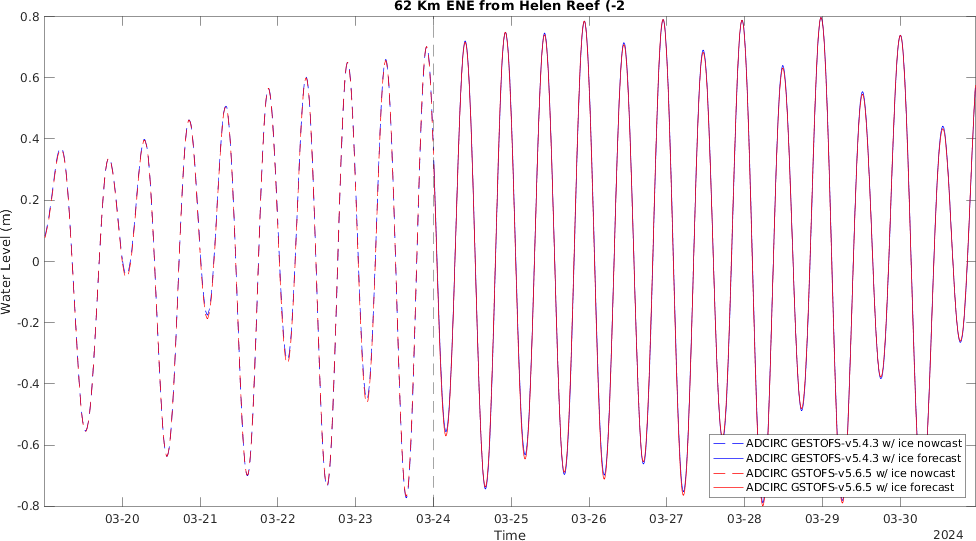 62 Km ENE from Helen Reef (-2
0.8
0.6
0.4
0.2
0
-0.2
-0.4
-0.6
-0.8
Water Level (m)
ADCIRC GESTOFS-v5.4.3 w/ ice nowcast
ADCIRC GESTOFS-v5.4.3 w/ ice forecast
ADCIRC GSTOFS-v5.6.5 w/ ice nowcast
ADCIRC GSTOFS-v5.6.5 w/ ice forecast
03-20 03-21 03-22 03-23 03-24 03-25 03-26 03-27 03-28 03-29 03-30
Time
2024